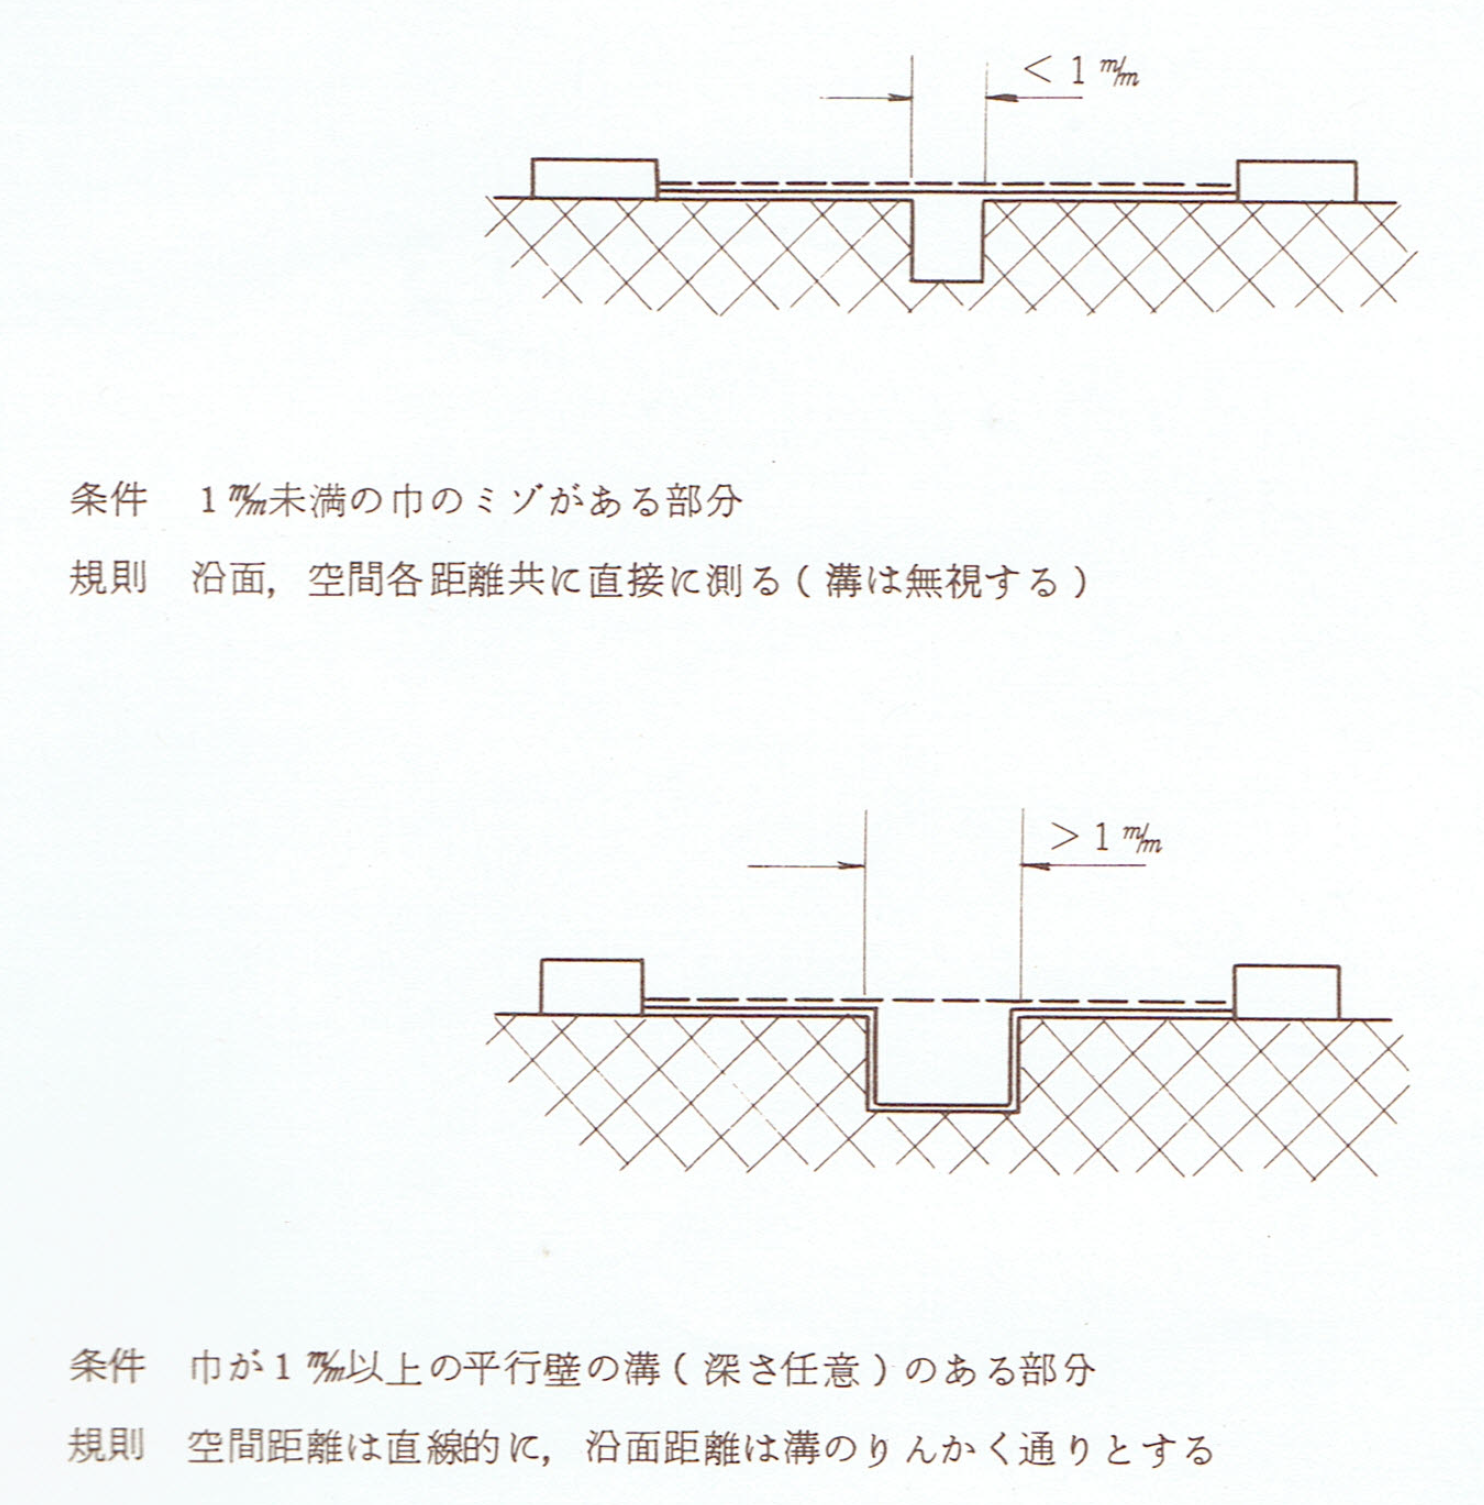 < 1 m/m
条件 1m/m未満の巾のミゾがある部分
規則 沿面,空間各距離共に直接に測る(溝は無視する)
> 1 m/m
条件 巾が1m/m以上の平行壁の溝(深さ任意)のある部分
規則 空間距離は直線的に,沿面距離は溝のりんかく通りとする